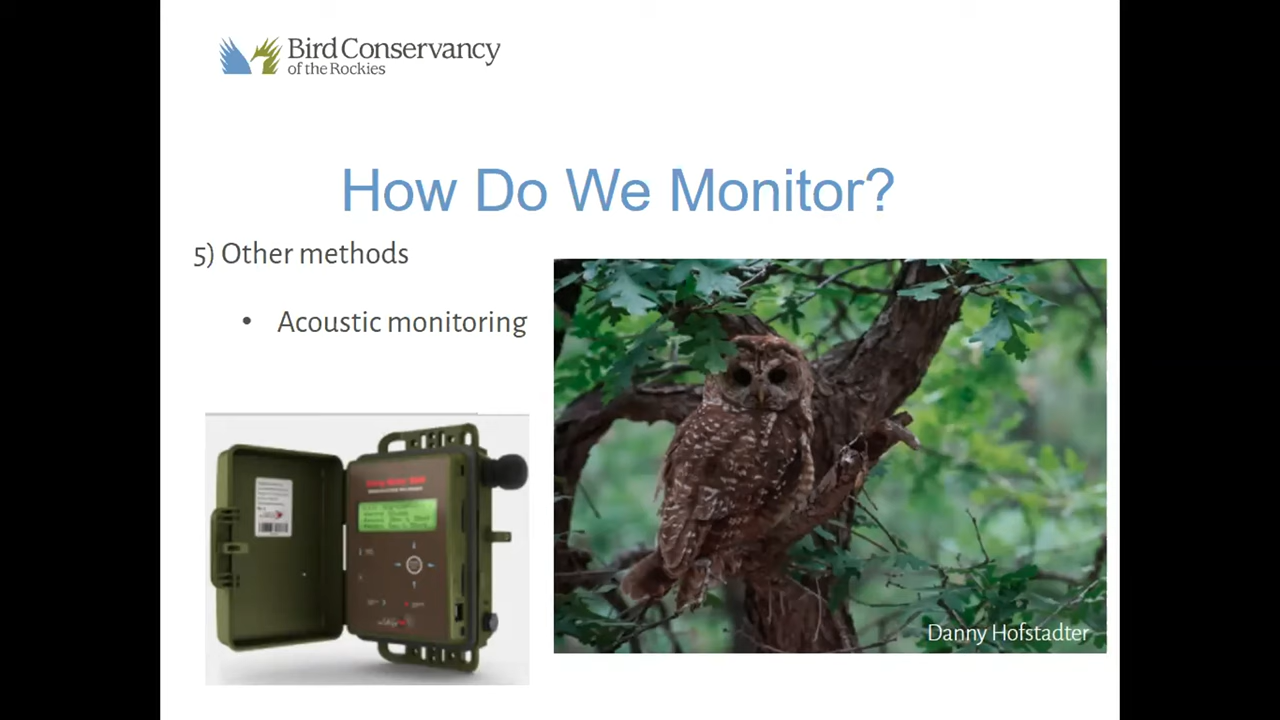 Bird Conservancy
of the Rockies
How Do We Monitor?
5) Other methods
• Acoustic monitoring
Danny Hofstadter